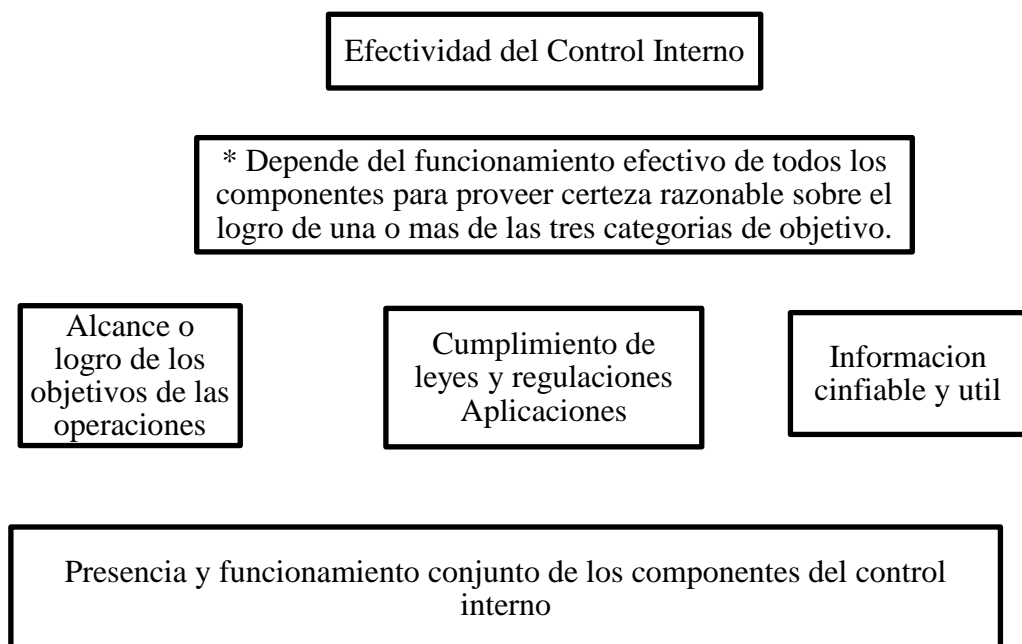 Efectividad del Control Interno
* Depende del funcionamiento efectivo de todos los
componentes para proveer certeza razonable sobre el
logro de una o mas de las tres categorias de objetivo.
Alcance o
logro de los
objetivos de las
operaciones
Cumplimiento de
leyes y regulaciones
Aplicaciones
Informacion
cinfiable y util
Presencia y funcionamiento conjunto de los componentes del control
interno